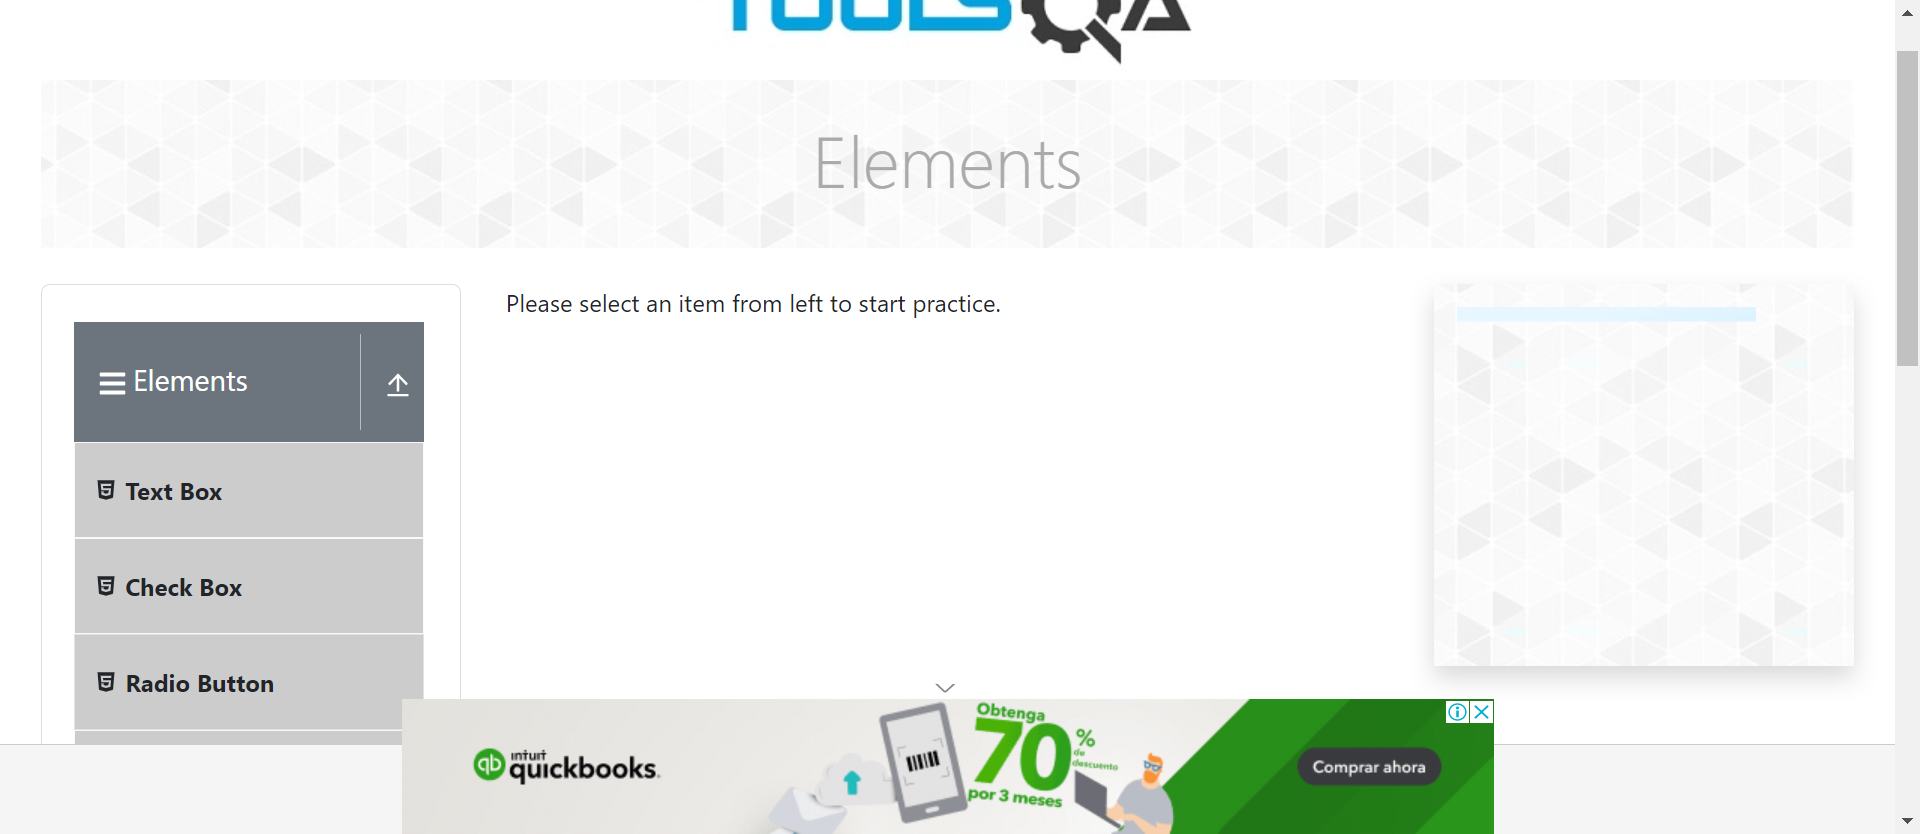 TOOLSQA
Elements
Please select an item from left to start practice.
Elements
Text Box
Check Box
Radio Button
intuit
quickbooks.
Obtenga
70%
de
descuento
por 3 meses
Comprar ahora